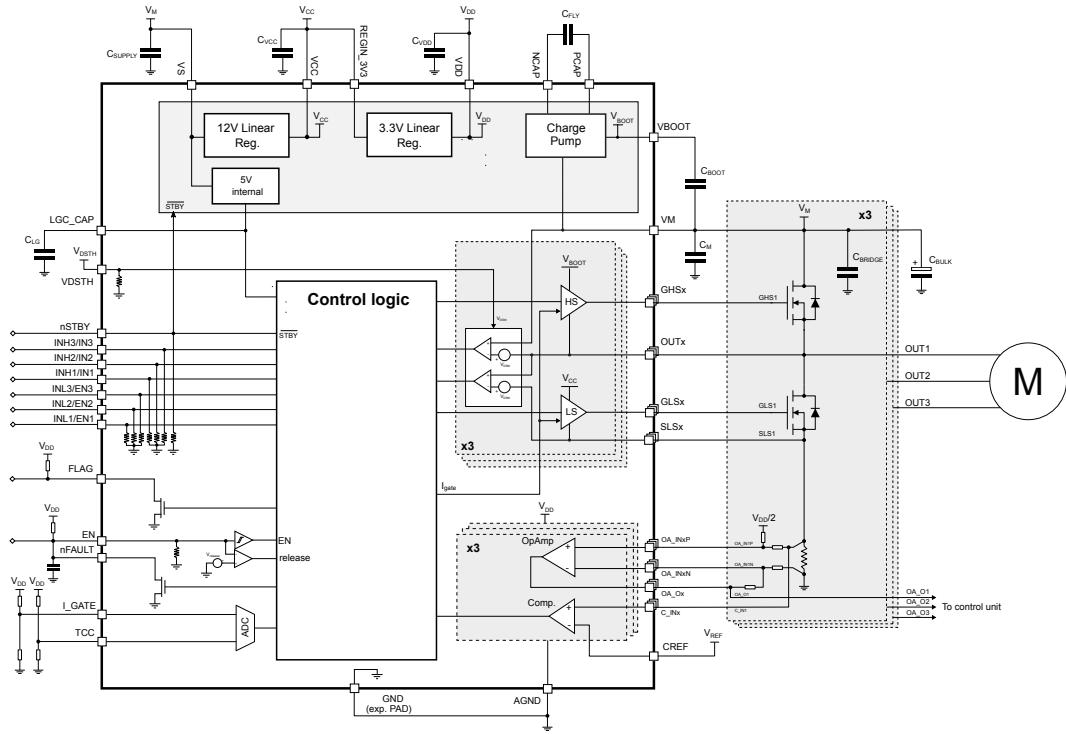 VM
VCC
VDD
CFLY
CSUPPLY
CVCC
CVDD
VS
VCC
REGIN_3V3
VDD
NCAP
PCAP
12V Linear Reg.
VCC
3.3V Linear Reg.
VDD
Charge Pump
VBOOT
VBOOT
5V internal
STBY
CBOOT
LGC_CAP
CLG
VM
CM
VM
x3
CBRIDGE
CBULK
+
VDSTH
VDSTH
Control logic
VBOOT
HS
GHSx
GHS1
nSTBY
STBY
INH3/IN3
INH2/IN2
INH1/IN1
INL3/EN3
INL2/EN2
INL1/EN1
OUTx
OUT1
OUT2
OUT3
M
VCC
LS
GLSx
GLS1
SLSx
SLS1
x3
VDD
FLAG
Igate
VDD
EN
nFAULT
EN
release
VDD
x3
OpAmp
+
-
Comp.
+
-
VDD/2
OA_INxP
OA_IN1P
OA_INxN
OA_IN1N
OA_Ox
OA_O1
C_INx
C_IN1
OA_O1
OA_O2
OA_O3
To control unit
VDD
VDD
I_GATE
TCC
ADC
CREF
VREF
GND
(exp. PAD)
AGND